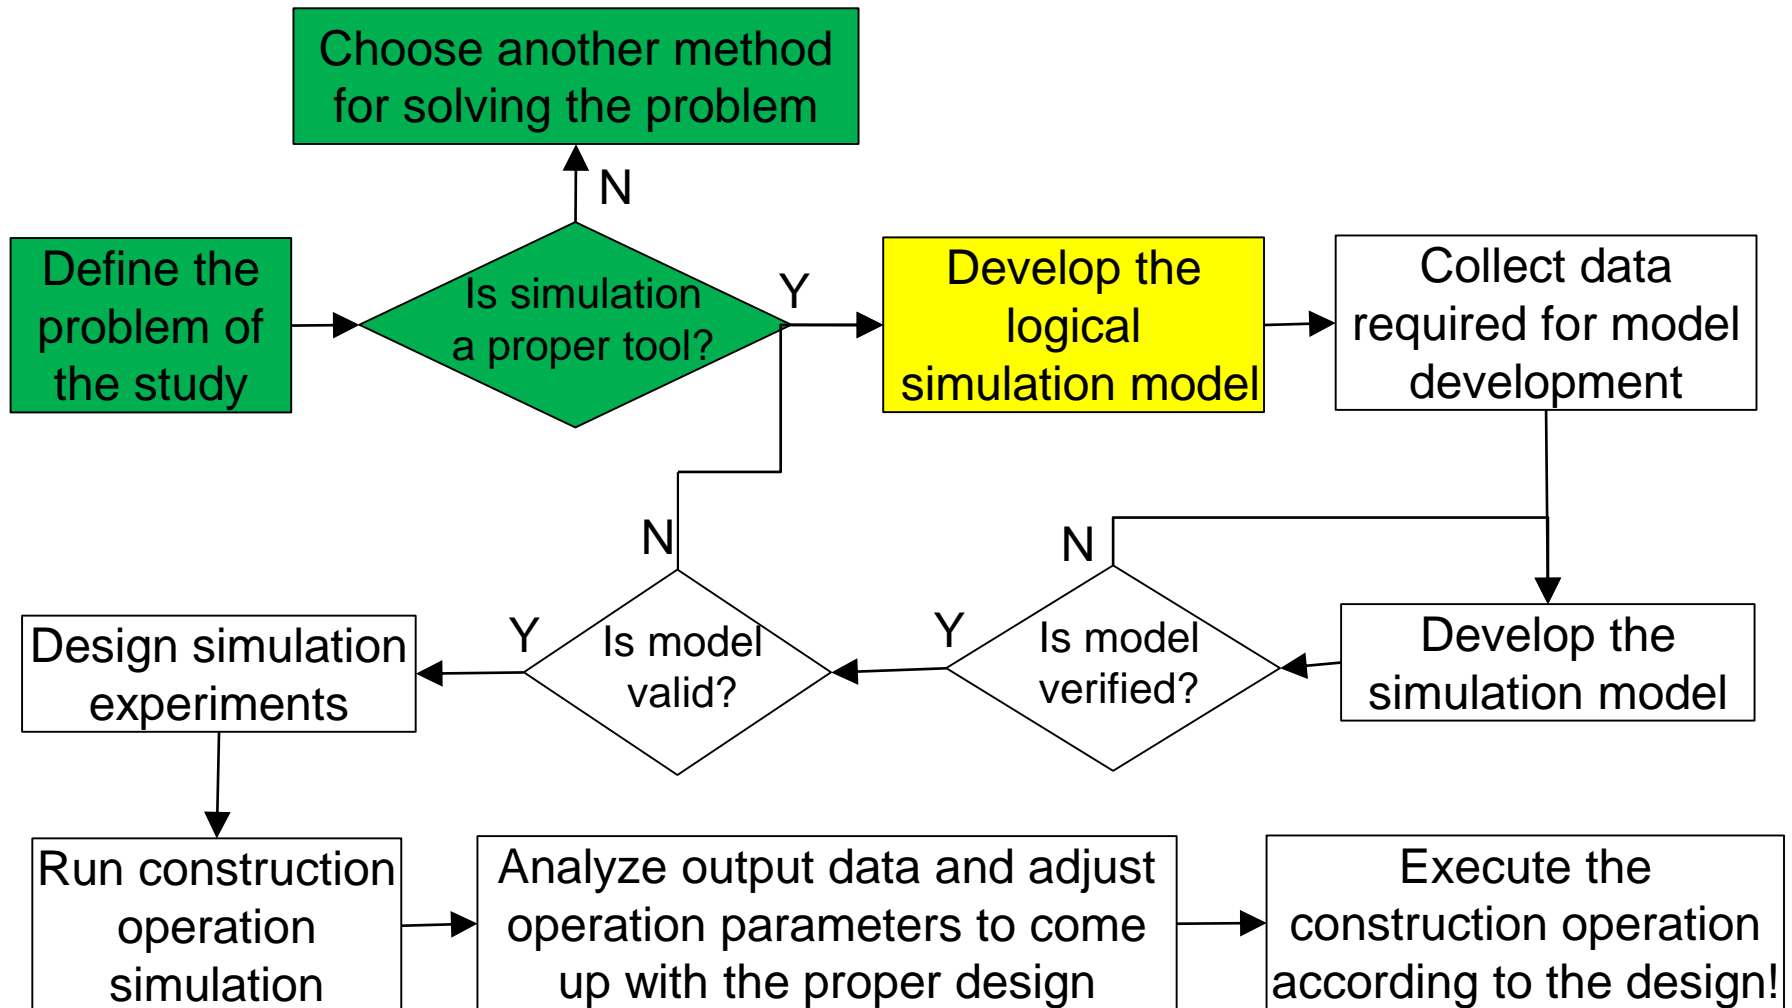 Choose another method
for solving the problem
N
Define the
problem of
the study
Is simulation
a proper tool?
Y
Develop the
logical
simulation model
Collect data
required for model
development
N
N
Design simulation
experiments
Y
Is model
valid?
Y
Is model
verified?
Develop the
simulation model
Run construction
operation
simulation
Analyze output data and adjust
operation parameters to come
up with the proper design
Execute the
construction operation
according to the design!